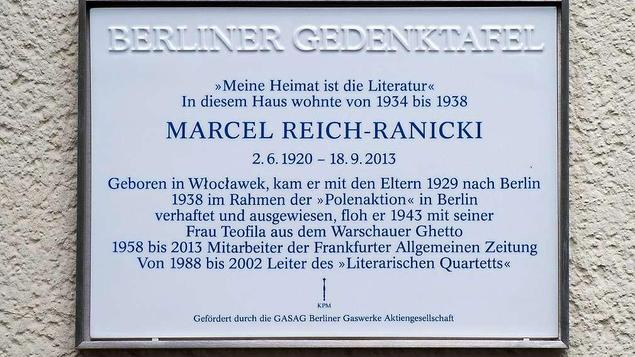 BERLINER GEDENKTAFEL
»Meine Heimat ist die Literatur«
In diesem Haus wohnte von 1934 bis 1938
MARCEL REICH-RANICKI
2. 6. 1920 – 18. 9. 2013
Geboren in Włocławek, kam er mit den Eltern 1929 nach Berlin
1938 im Rahmen der »Polenaktion« in Berlin
verhaftet und ausgewiesen, floh er 1943 mit seiner
Frau Teofila aus dem Warschauer Ghetto
1958 bis 2013 Mitarbeiter der Frankfurter Allgemeinen Zeitung
Von 1988 bis 2002 Leiter des »Literarischen Quartetts«
KPM
Gefördert durch die GASAG Berliner Gaswerke Aktiengesellschaft